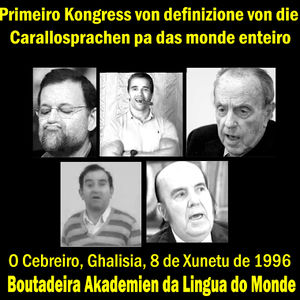 Primeiro Kongress von definizione von die
Carallosprachen pa das monde enteiro
O Cebreiro, Ghalisia, 8 de Xunetu de 1996
Boutadeira Akademien da Lingua do Monde